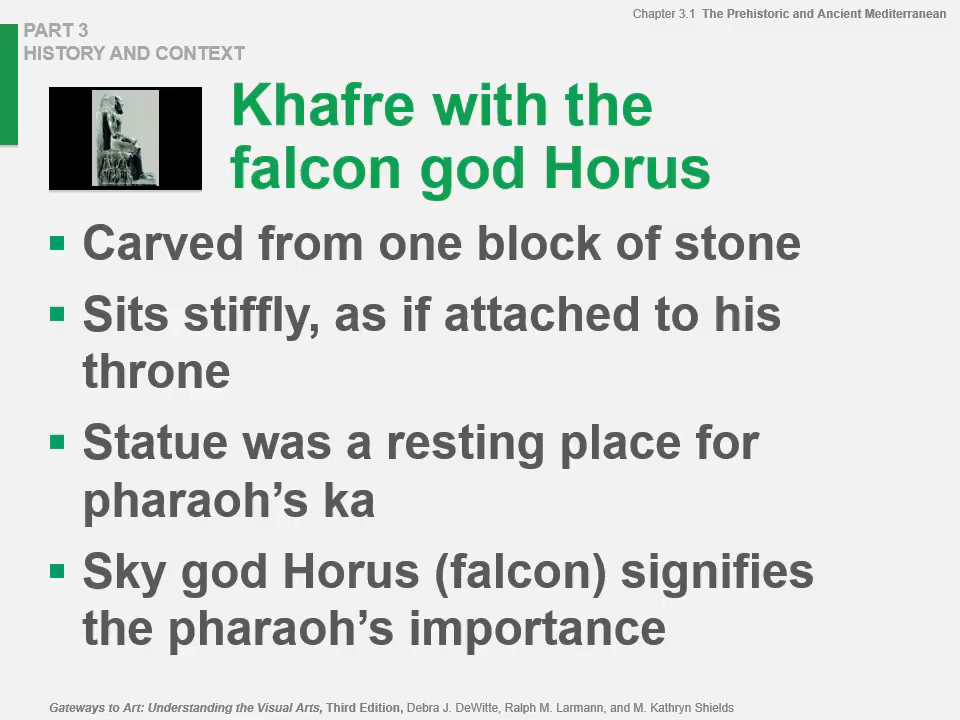 Chapter 3.1 The Prehistoric and Ancient Mediterranean
PART 3
HISTORY AND CONTEXT
Khafre with the
falcon god Horus
▪ Carved from one block of stone
▪ Sits stiffly, as if attached to his
throne
▪ Statue was a resting place for
pharaoh’s ka
▪ Sky god Horus (falcon) signifies
the pharaoh’s importance
Gateways to Art: Understanding the Visual Arts, Third Edition, Debra J. DeWitte, Ralph M. Larmann, and M. Kathryn Shields